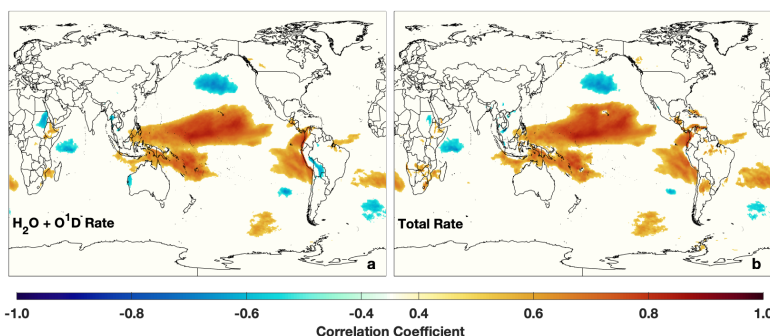 H2O + O1D Rate
a
Total Rate
b
-1.0 -0.8 -0.6 -0.4 0.4 0.6 0.8 1.0
Correlation Coefficient